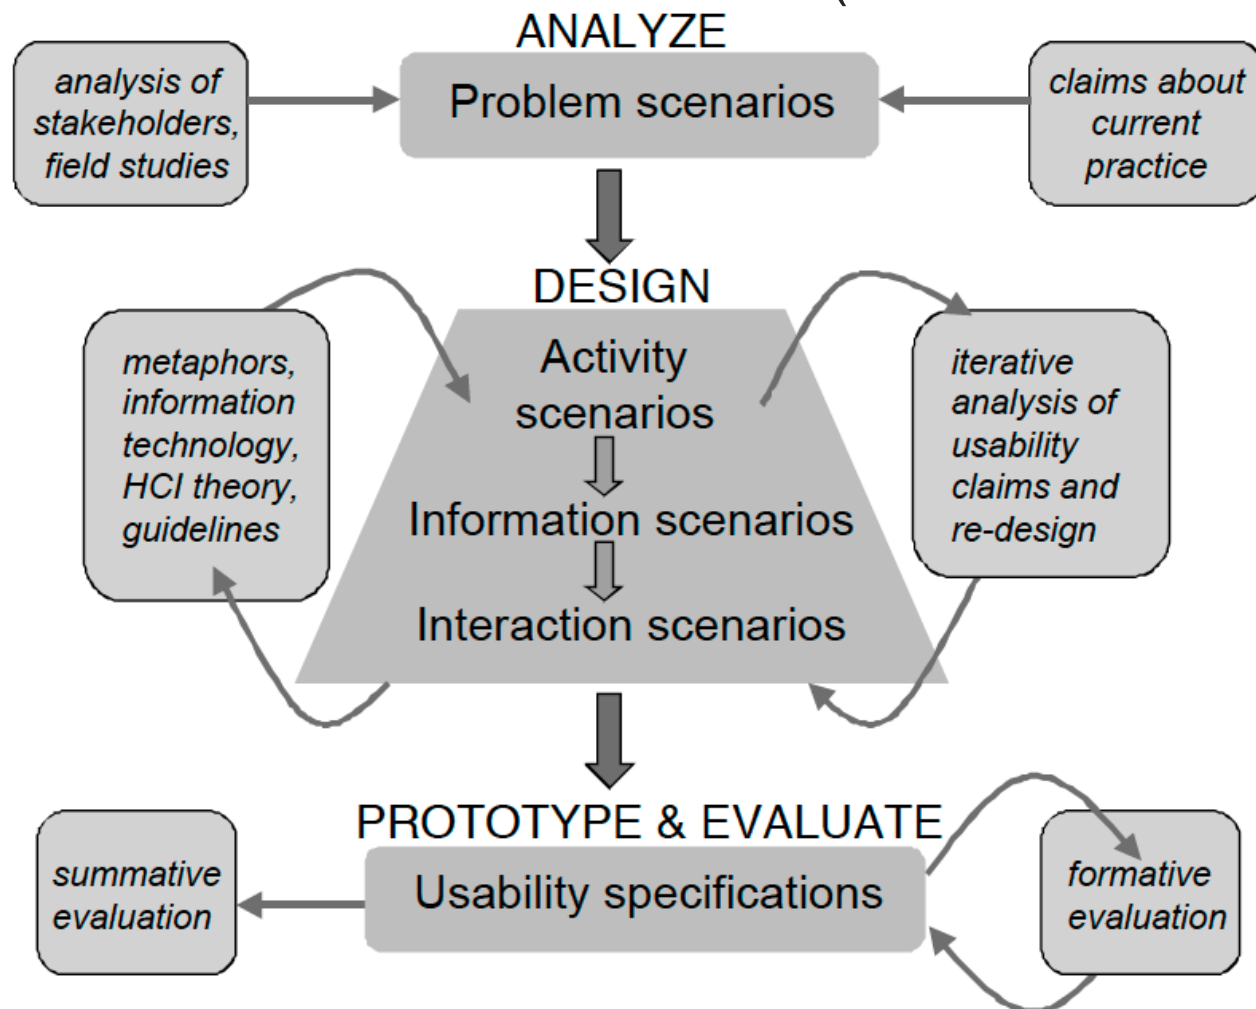 (
ANALYZE
analysis of
stakeholders,
field studies
Problem scenarios
claims about
current
practice
DESIGN
metaphors,
information
technology,
HCI theory,
guidelines
Activity
scenarios
Information scenarios
Interaction scenarios
iterative
analysis of
usability
claims and
re-design
PROTOTYPE & EVALUATE
summative
evaluation
Usability specifications
formative
evaluation